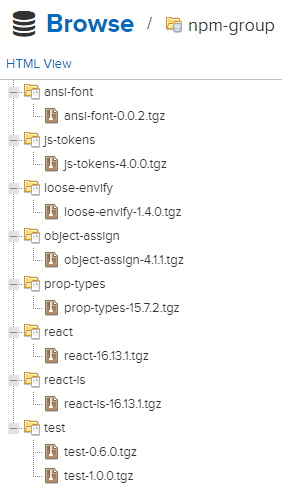 Browse / npm-group
HTML View
ansi-font
ansi-font-0.0.2.tgz
js-tokens
js-tokens-4.0.0.tgz
loose-envify
loose-envify-1.4.0.tgz
object-assign
object-assign-4.1.1.tgz
prop-types
prop-types-15.7.2.tgz
react
react-16.13.1.tgz
react-is
react-is-16.13.1.tgz
test
test-0.6.0.tgz
test-1.0.0.tgz